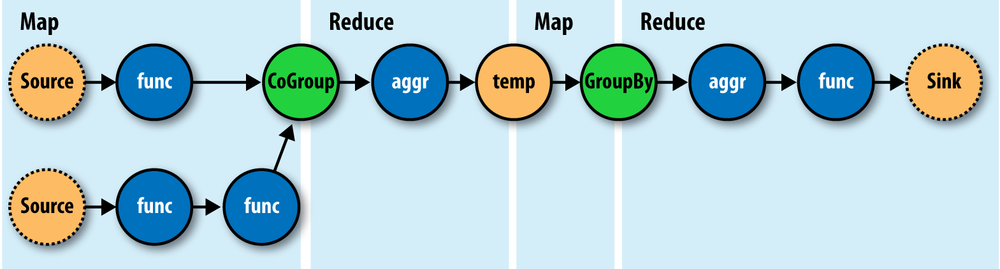 Map
Reduce
Map
Reduce
Source
func
CoGroup
aggr
temp
GroupBy
aggr
func
Sink
Source
func
func